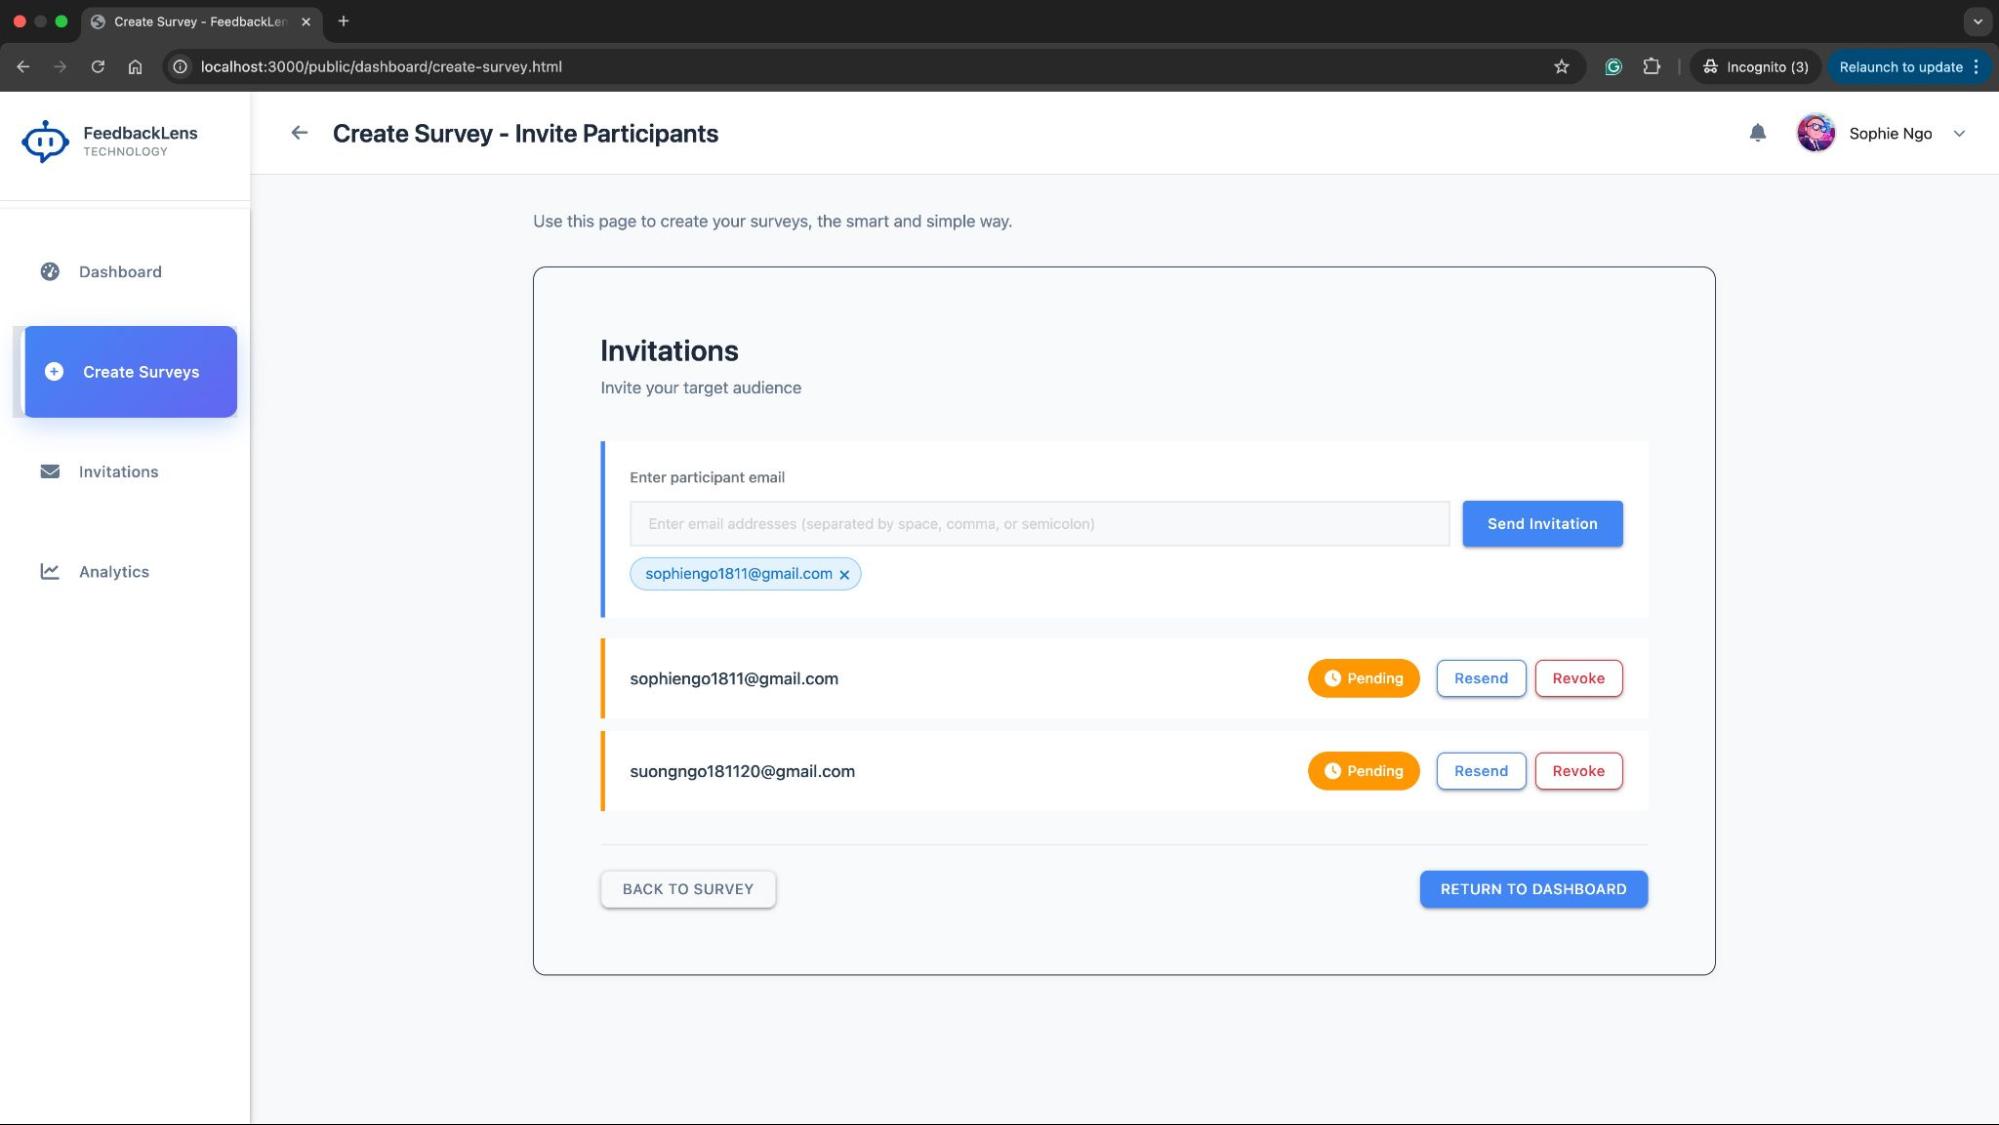 Create Survey - FeedbackLen
localhost:3000/public/dashboard/create-survey.html
Incognito (3)
Relaunch to update
FeedbackLens
TECHNOLOGY
Create Survey - Invite Participants
Sophie Ngo
Use this page to create your surveys, the smart and simple way.
Dashboard
Create Surveys
Invitations
Analytics
Invitations
Invite your target audience
Enter participant email
Enter email addresses (separated by space, comma, or semicolon)
Send Invitation
sophiengo1811@gmail.com
sophiengo1811@gmail.com Pending Resend Revoke
suongngo181120@gmail.com Pending Resend Revoke
BACK TO SURVEY
RETURN TO DASHBOARD